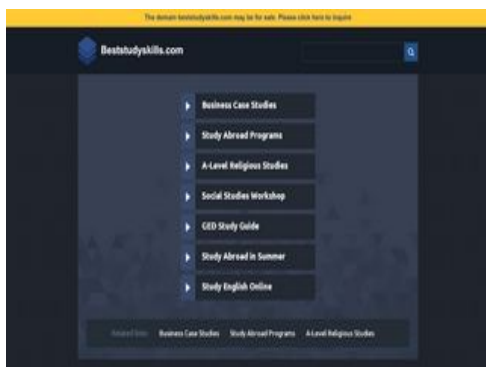 The domain beststudyskills.com may be for sale. Please click here to inquire
Beststudyskills.com
Business Case Studies
Study Abroad Programs
A-Level Religious Studies
Social Studies Workshop
GED Study Guide
Study Abroad in Summer
Study English Online
Business Case Studies Study Abroad Programs A-Level Religious Studies